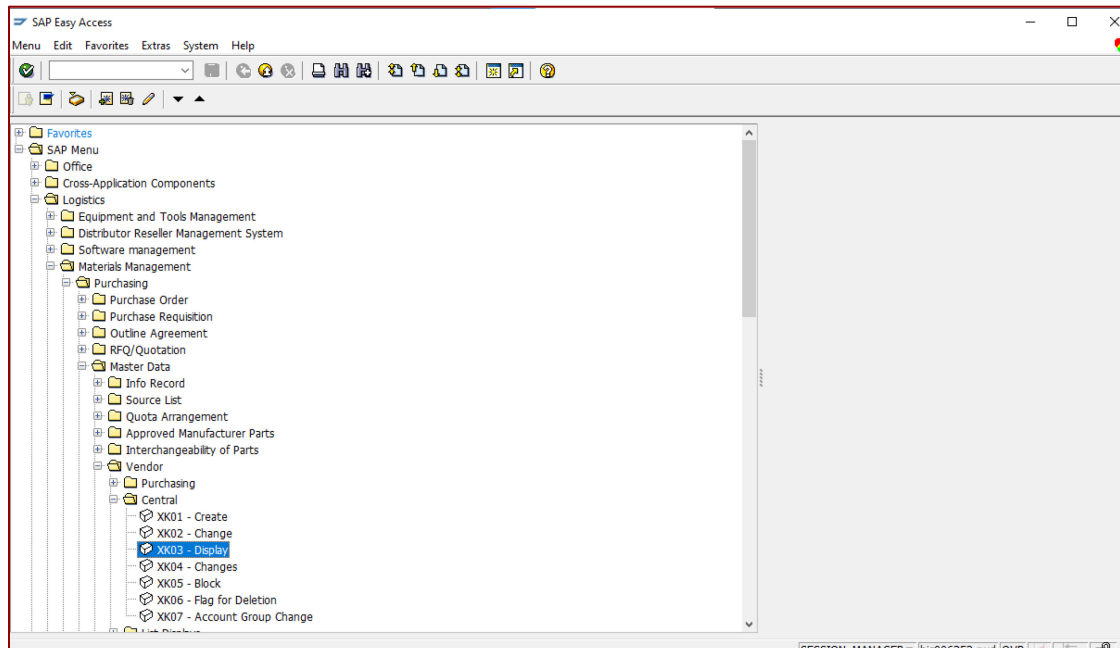 SAP Easy Access
Menu Edit Favorites Extras System Help
Favorites
SAP Menu
Office
Cross-Application Components
Logistics
Equipment and Tools Management
Distributor Reseller Management System
Software management
Materials Management
Purchasing
Purchase Order
Purchase Requisition
Outline Agreement
RFQ/Quotation
Master Data
Info Record
Source List
Quota Arrangement
Approved Manufacturer Parts
Interchangeability of Parts
Vendor
Purchasing
Central
XK01 - Create
XK02 - Change
XK03 - Display
XK04 - Changes
XK05 - Block
XK06 - Flag for Deletion
XK07 - Account Group Change
List Displays
SESSION_MANAGER OVR